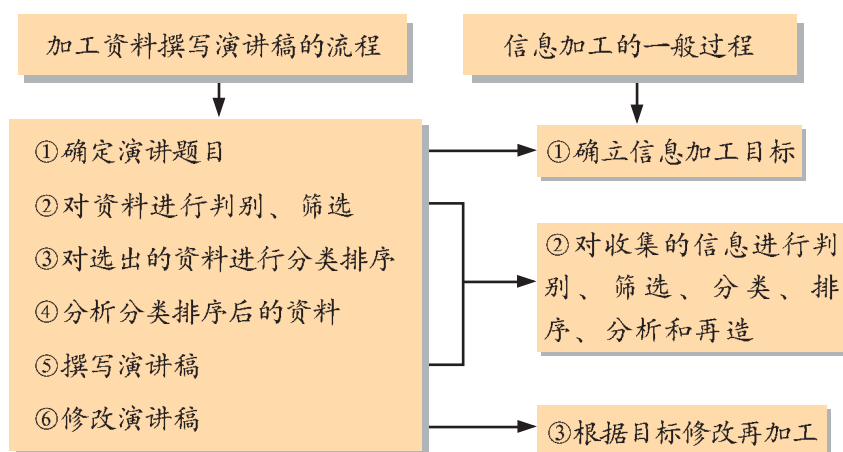 加工资料撰写演讲稿的流程
信息加工的一般过程
①确定演讲题目
②对资料进行判别、筛选
③对选出的资料进行分类排序
④分析分类排序后的资料
⑤撰写演讲稿
⑥修改演讲稿
①确立信息加工目标
②对收集的信息进行判
别、筛选、分类、排
序、分析和再造
③根据目标修改再加工